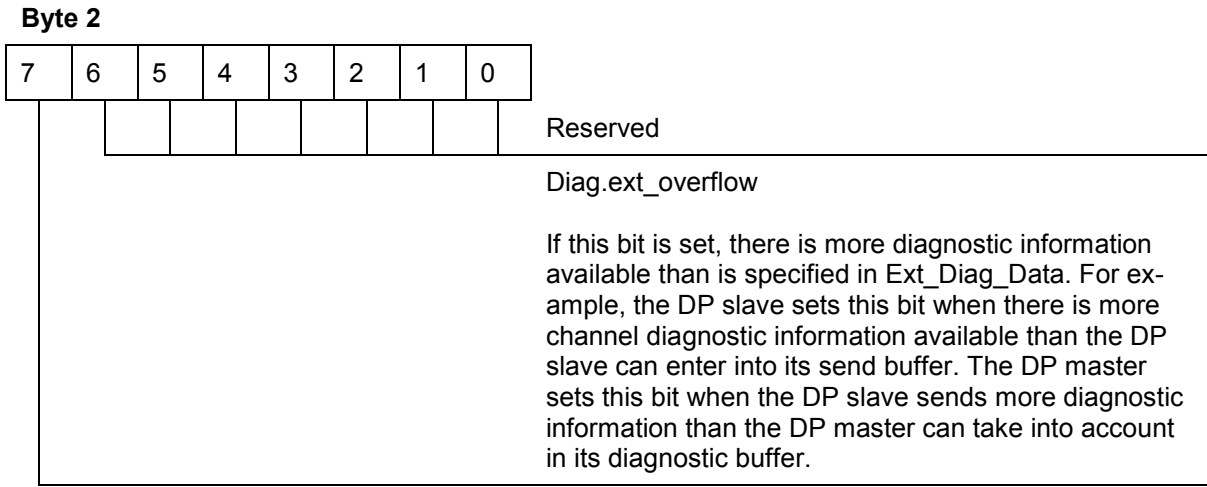 Byte 2
7 6 5 4 3 2 1 0
Reserved
Diag.ext_overflow
If this bit is set, there is more diagnostic information
available than is specified in Ext_Diag_Data. For ex-
ample, the DP slave sets this bit when there is more
channel diagnostic information available than the DP
slave can enter into its send buffer. The DP master
sets this bit when the DP slave sends more diagnostic
information than the DP master can take into account
in its diagnostic buffer.